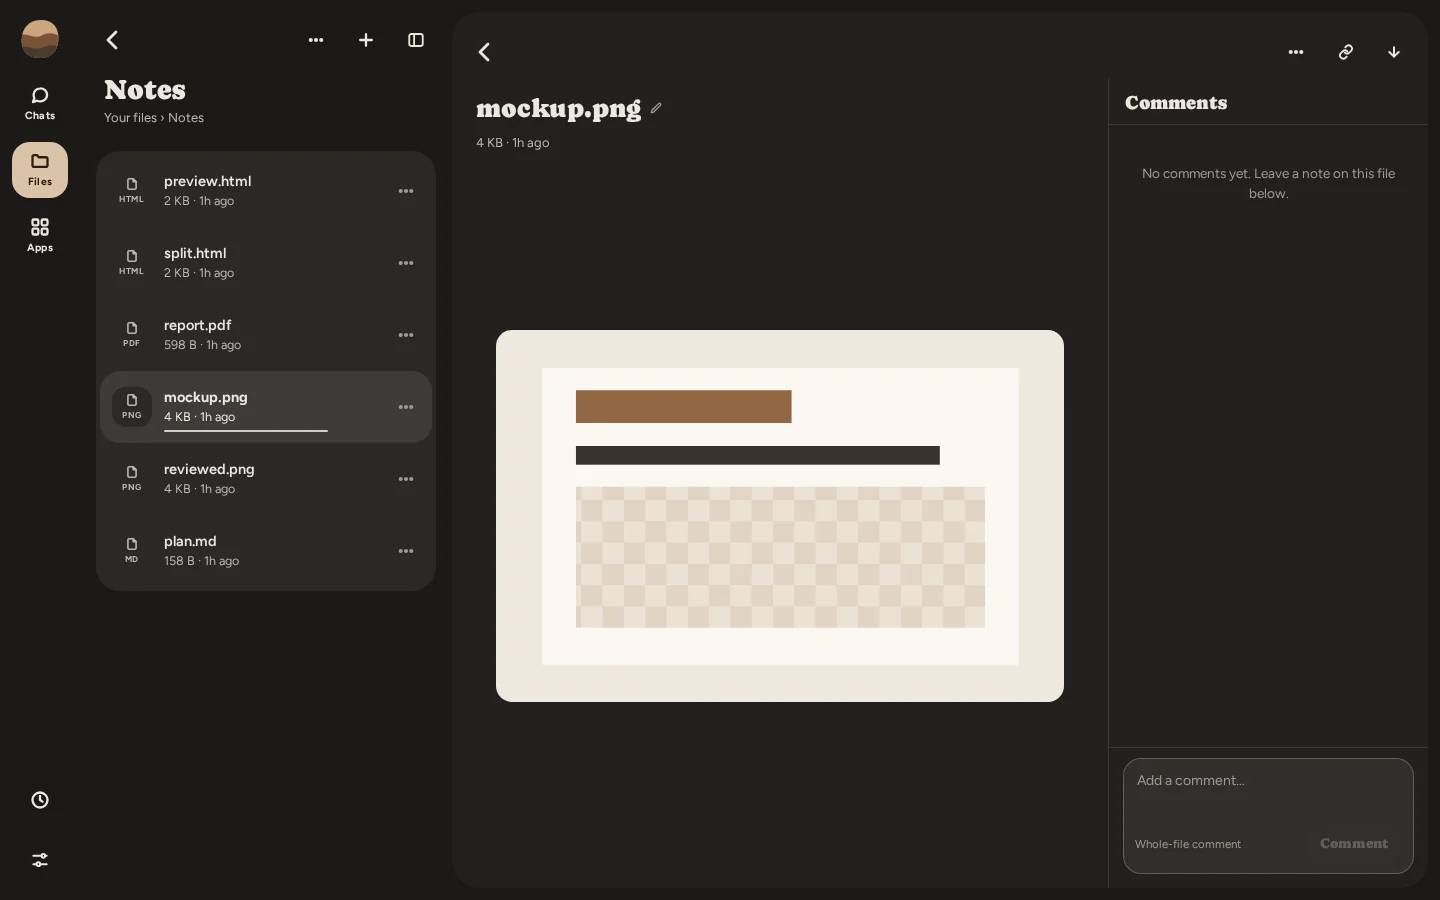 Chats
Files
Apps
Notes
Your files › Notes
HTML
preview.html
2 KB · 1h ago
HTML
split.html
2 KB · 1h ago
PDF
report.pdf
598 B · 1h ago
PNG
mockup.png
4 KB · 1h ago
PNG
reviewed.png
4 KB · 1h ago
MD
plan.md
158 B · 1h ago
mockup.png
4 KB · 1h ago
Comments
No comments yet. Leave a note on this file
below.
Add a comment...
Whole-file comment
Comment